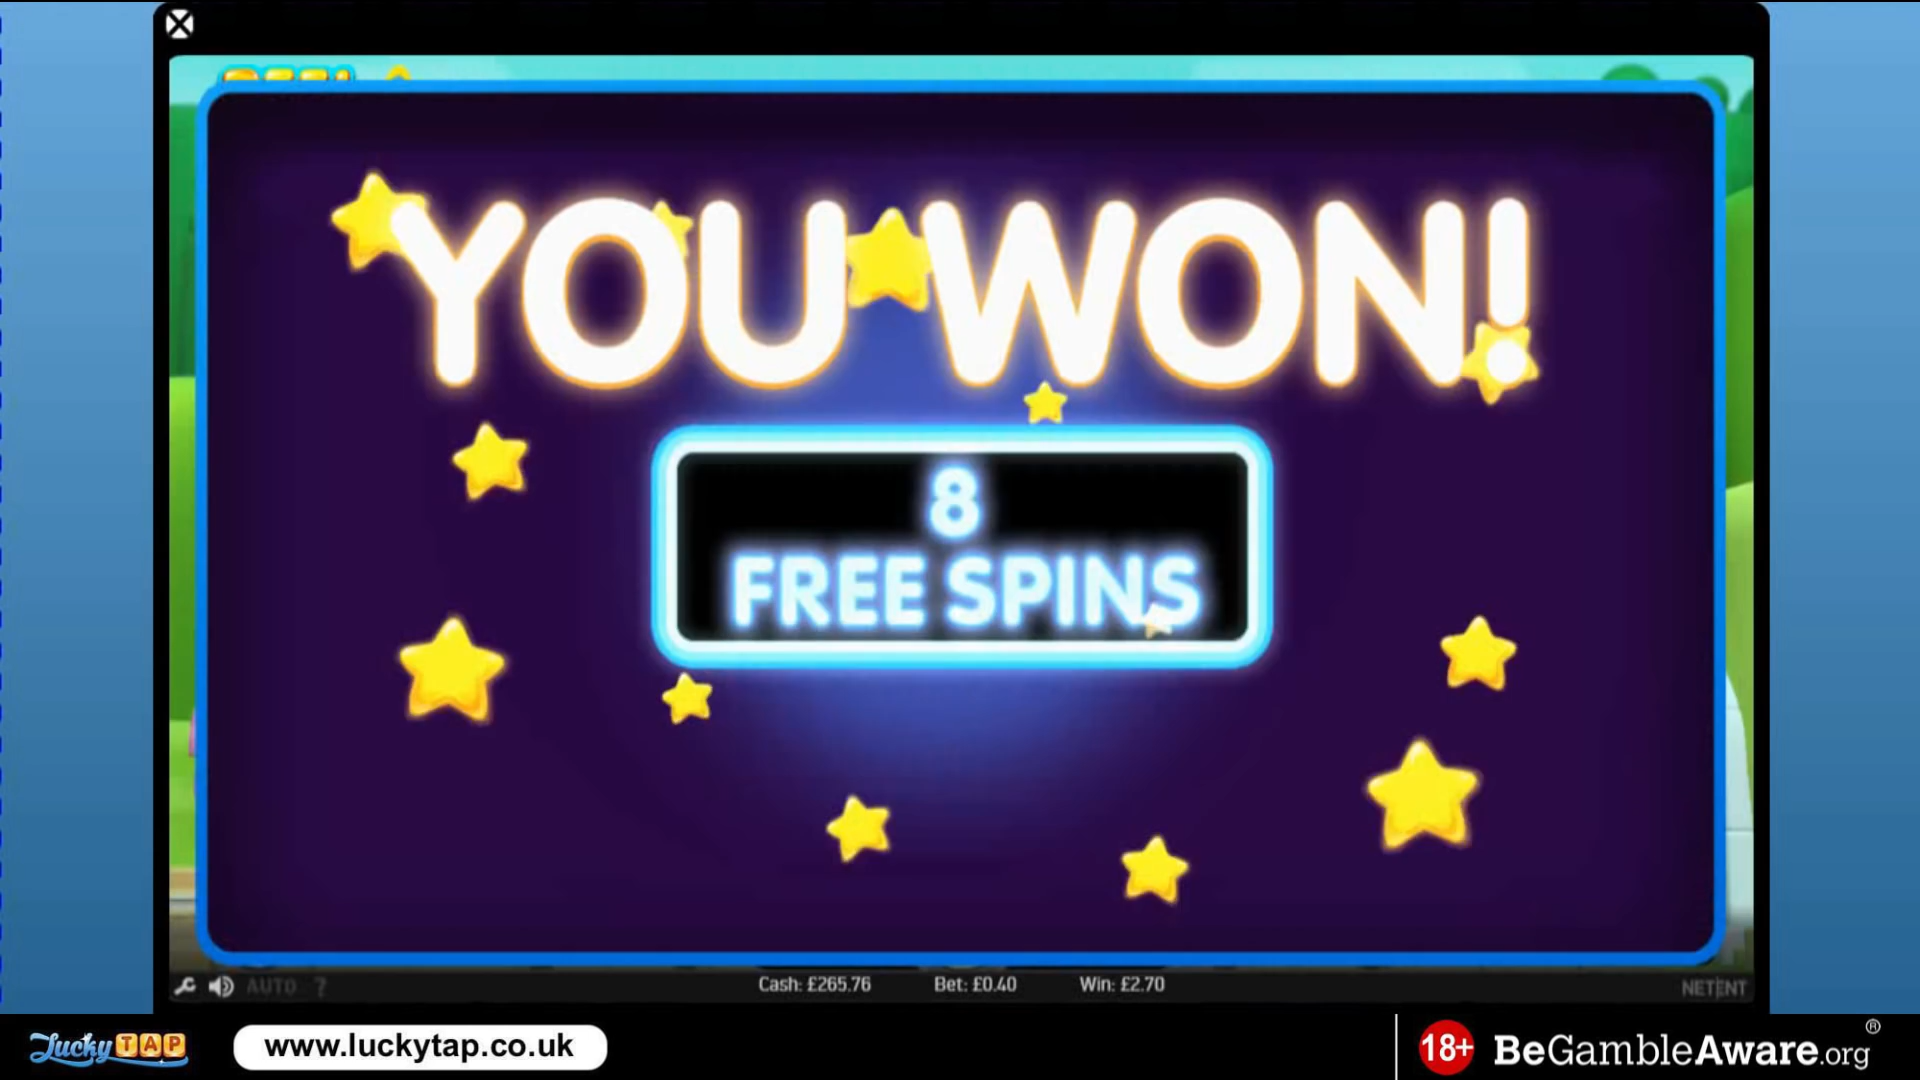 YOU WON!
8
FREE SPINS
AUTO ?
Cash: £265.76
Bet: £0.40
Win: £2.70
NETENT
Lucky TAP
www.luckytap.co.uk
18+
BeGambleAware.org®